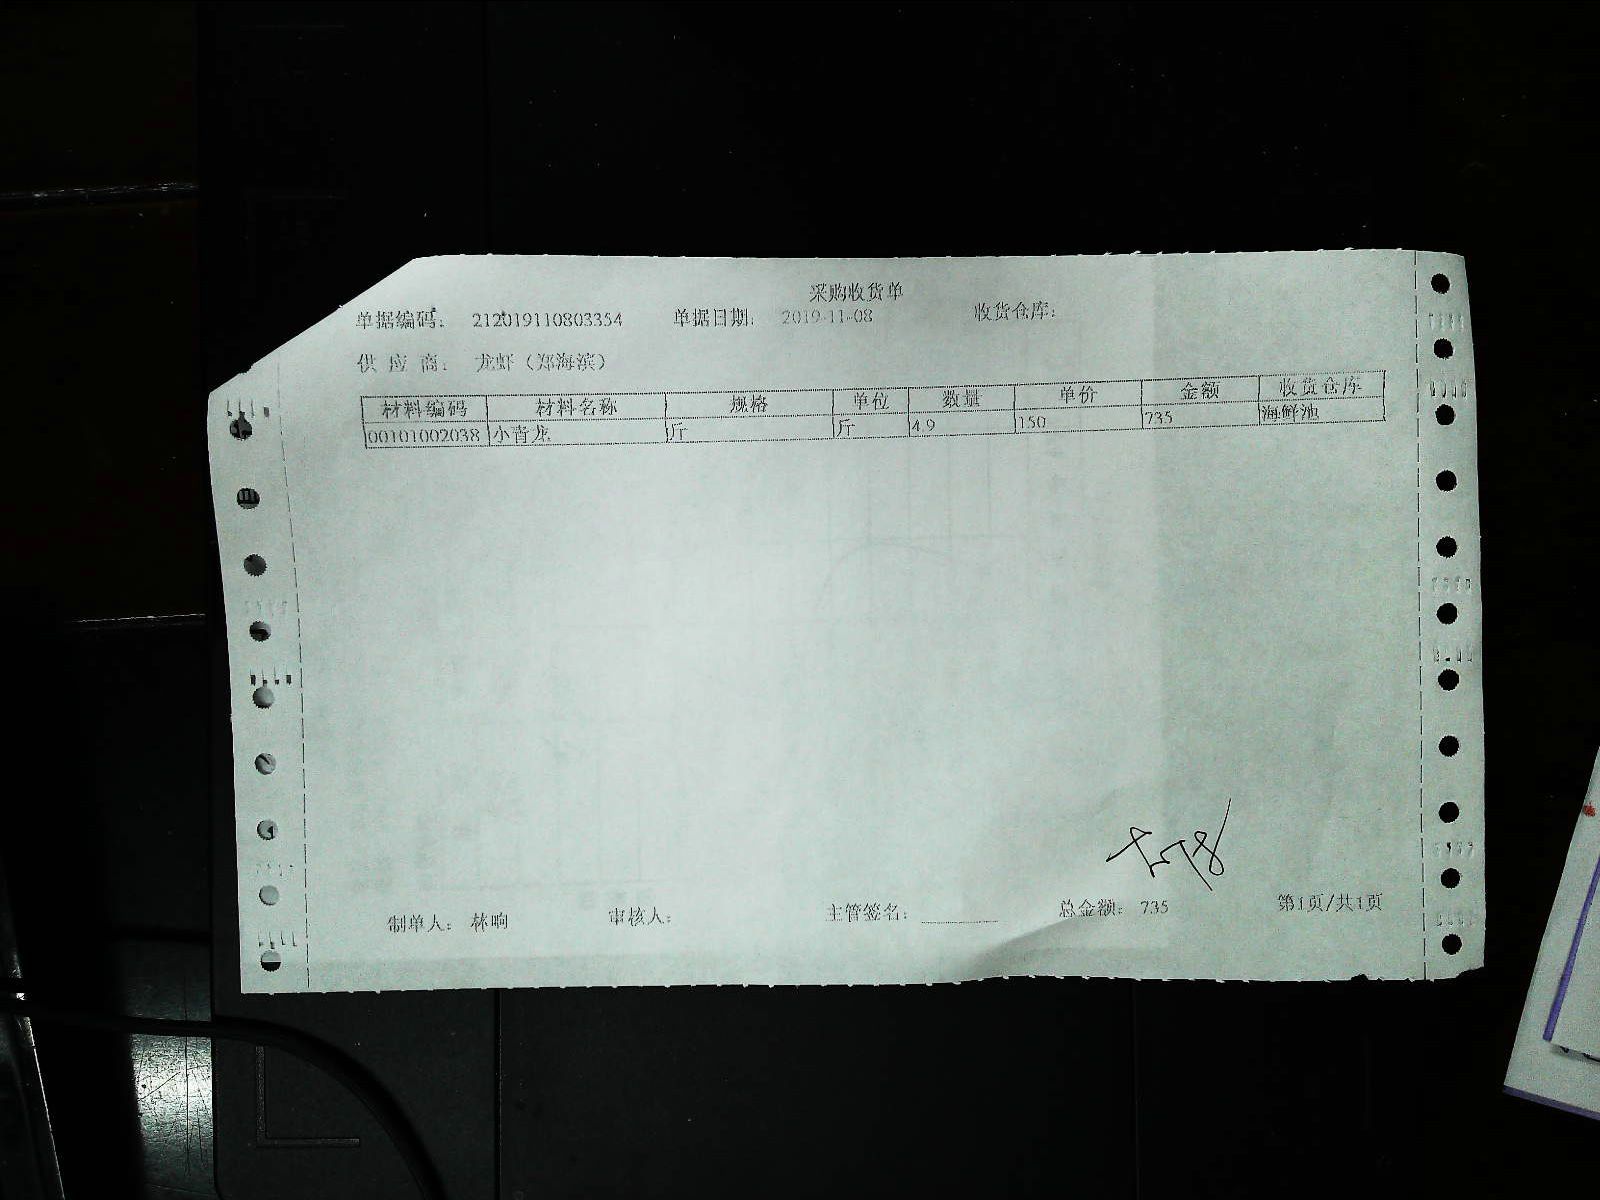 采购收货单
单据编码： 212019110803354 单据日期： 2019-11-08 收货仓库：
供 应 商： 龙虾（郑海滨）
材料编码 材料名称 规格 单位 数量 单价 金额 收货仓库
00101002038 小青龙 斤 斤 4.9 150 735 海鲜池
制单人： 林晌 审核人： 主管签名： 总金额： 735 第1页/共1页